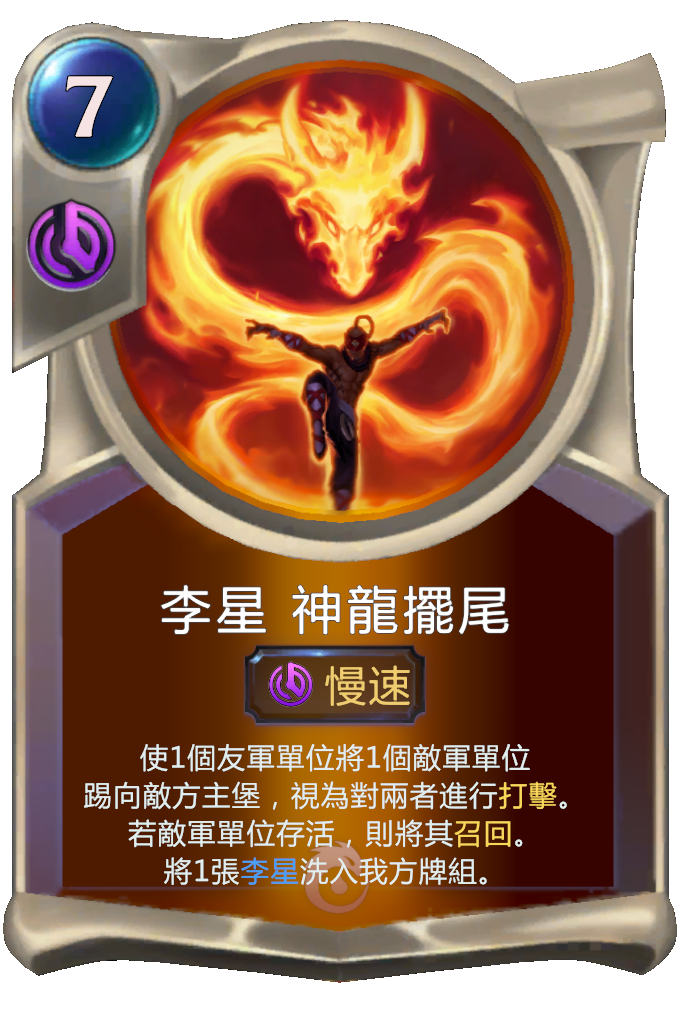 7
李星 神龍擺尾
慢速
使1個友軍單位將1個敵軍單位
踢向敵方主堡，視為對兩者進行打擊。
若敵軍單位存活，則將其召回。
將1張李星洗入我方牌組。